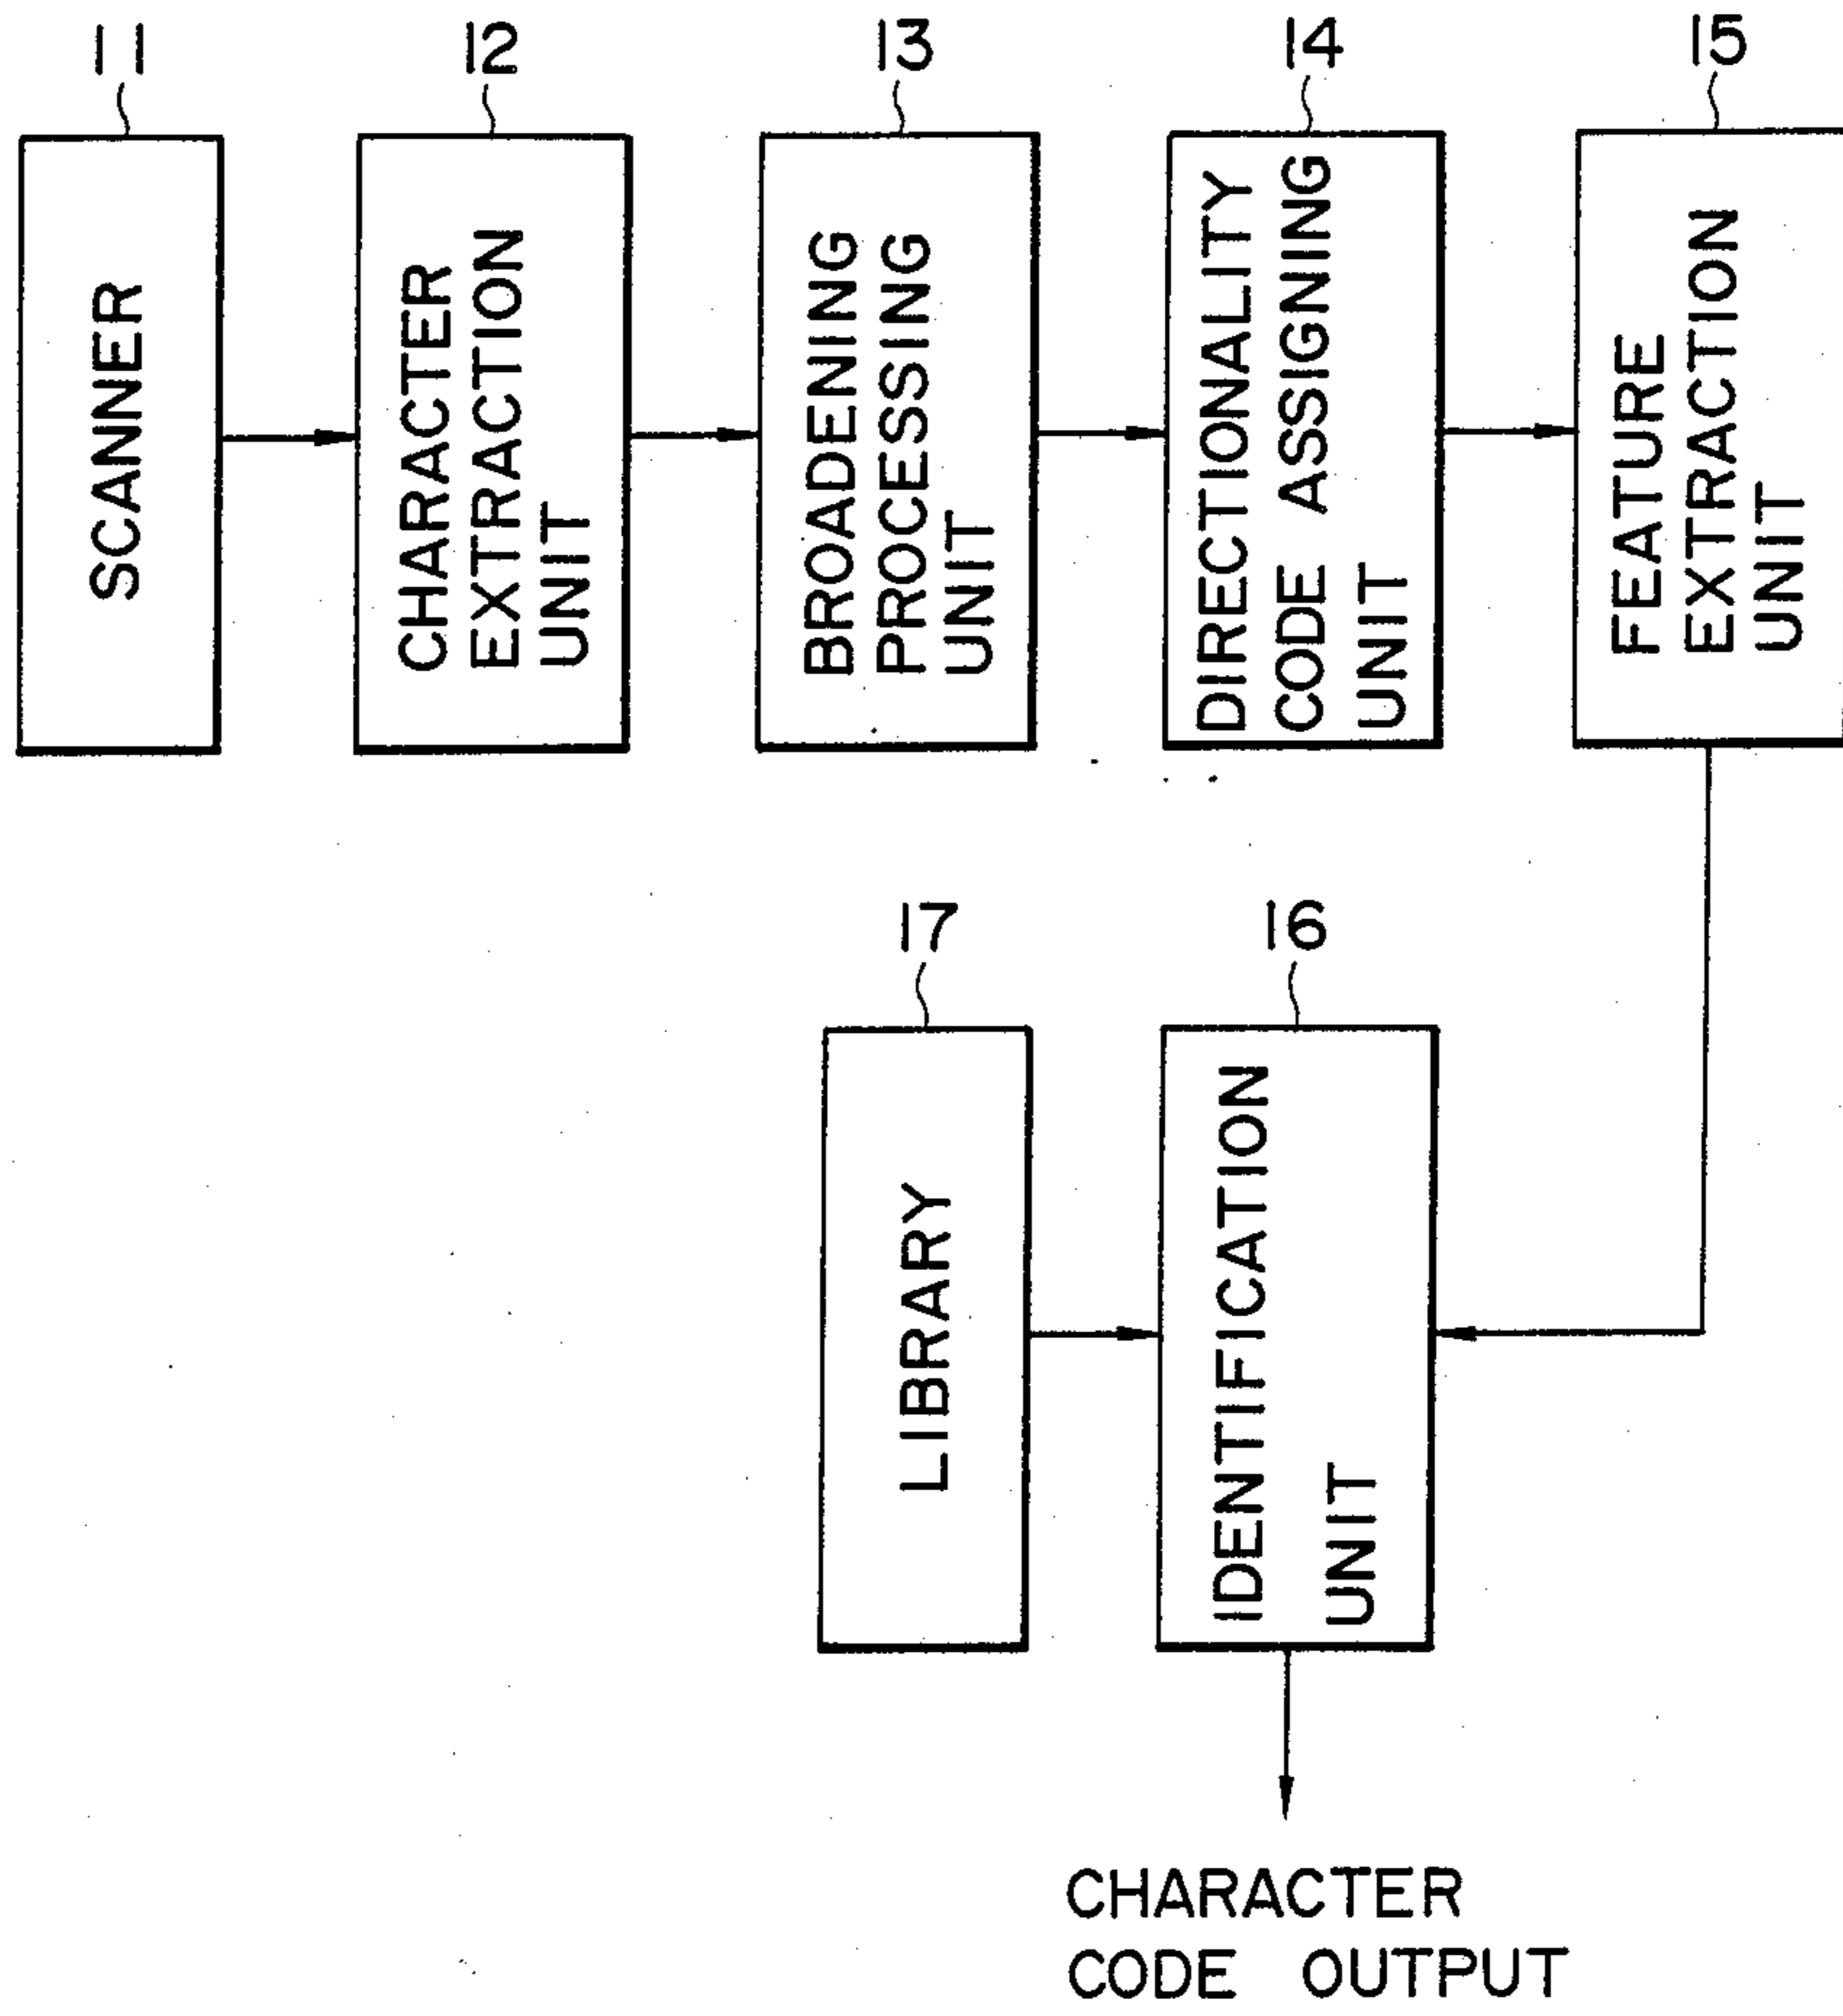 11
SCANNER
12
CHARACTER
EXTRACTION
UNIT
13
BROADENING
PROCESSING
UNIT
14
DIRECTIONALITY
CODE ASSIGNING
UNIT
15
FEATURE
EXTRACTION
UNIT
17
LIBRARY
16
IDENTIFICATION
UNIT
CHARACTER
CODE OUTPUT